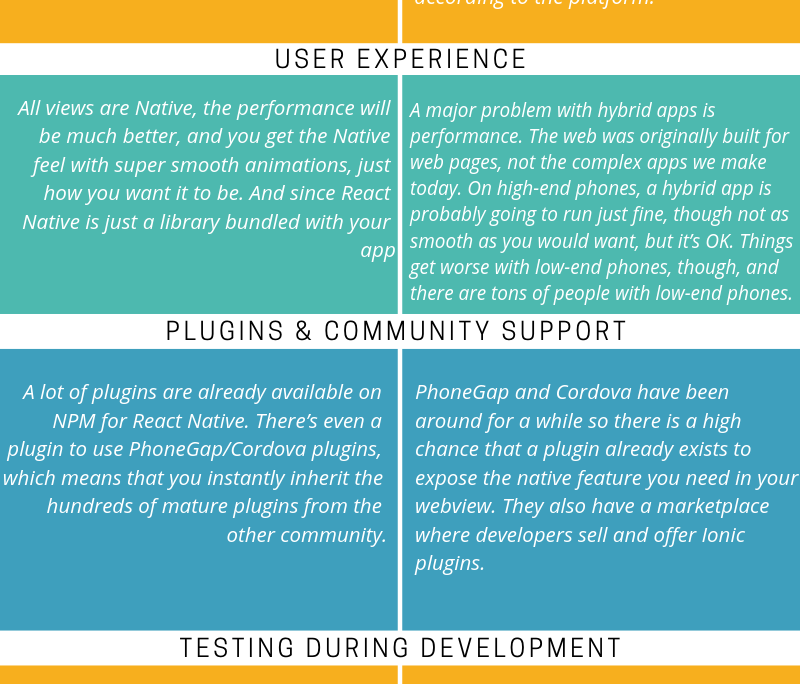 according to the platform.
USER EXPERIENCE
All views are Native, the performance will
be much better, and you get the Native
feel with super smooth animations, just
how you want it to be. And since React
Native is just a library bundled with your
app
A major problem with hybrid apps is
performance. The web was originally built for
web pages, not the complex apps we make
today. On high-end phones, a hybrid app is
probably going to run just fine, though not as
smooth as you would want, but it’s OK. Things
get worse with low-end phones, though, and
there are tons of people with low-end phones.
PLUGINS & COMMUNITY SUPPORT
A lot of plugins are already available on
NPM for React Native. There’s even a
plugin to use PhoneGap/Cordova plugins,
which means that you instantly inherit the
hundreds of mature plugins from the
other community.
PhoneGap and Cordova have been
around for a while so there is a high
chance that a plugin already exists to
expose the native feature you need in your
webview. They also have a marketplace
where developers sell and offer Ionic
plugins.
TESTING DURING DEVELOPMENT